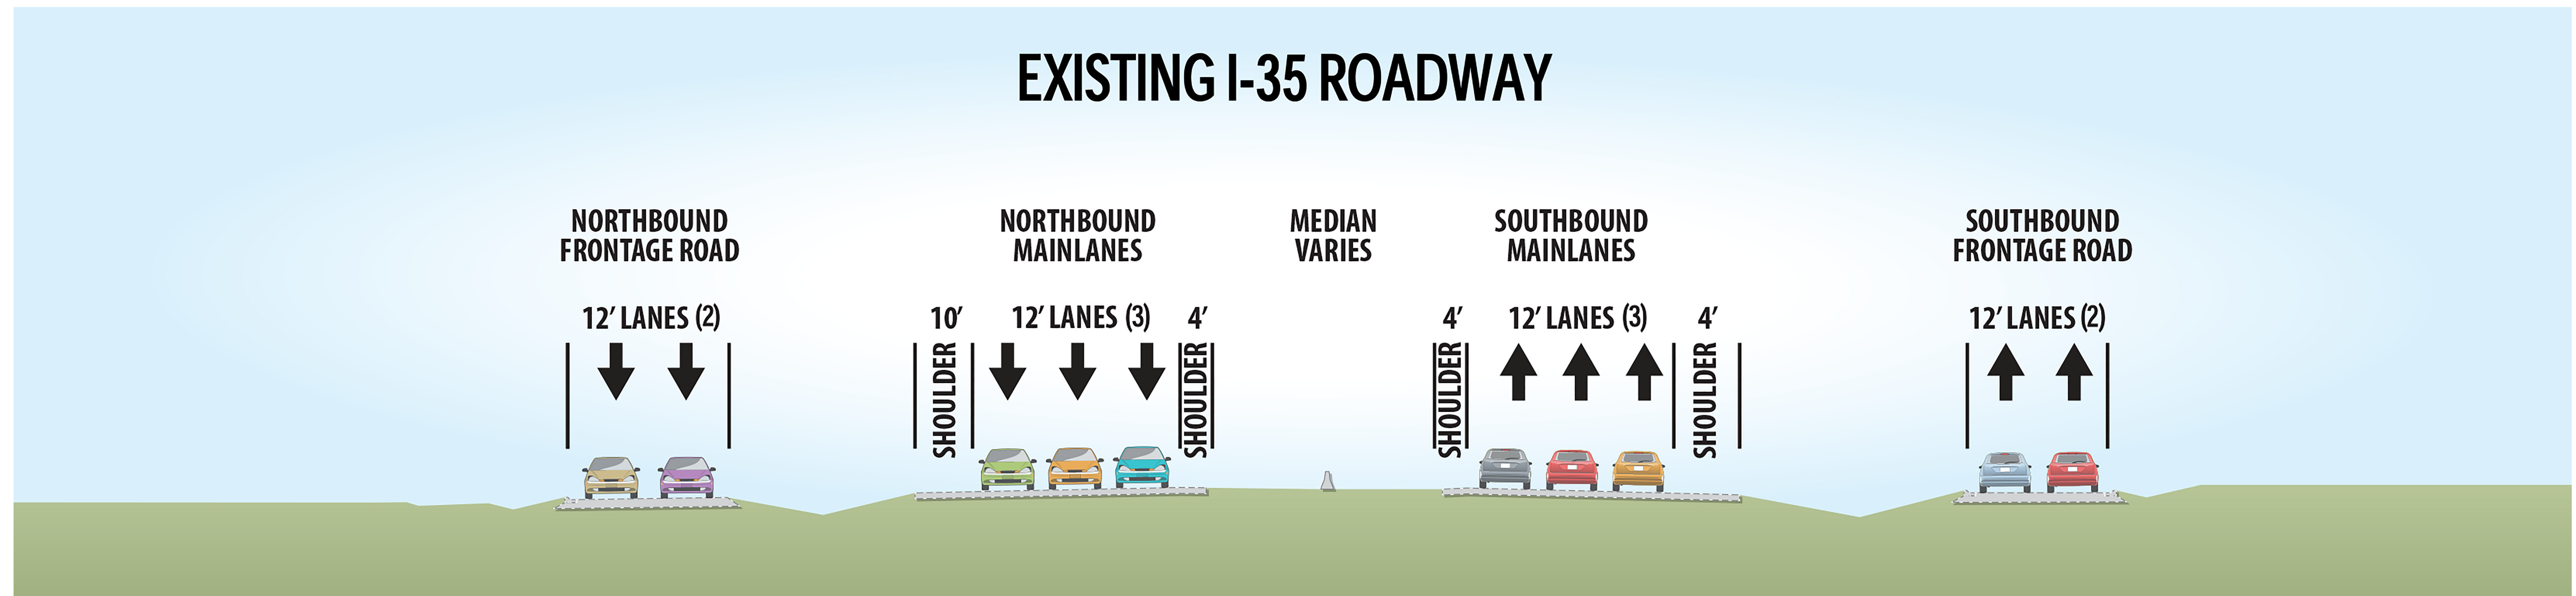 EXISTING I-35 ROADWAY
NORTHBOUND
FRONTAGE ROAD
12’ LANES (2)
NORTHBOUND
MAINLANES
10’
SHOULDER
12’ LANES (3)
4’
SHOULDER
MEDIAN
VARIES
SOUTHBOUND
MAINLANES
4’
SHOULDER
12’ LANES (3)
4’
SHOULDER
SOUTHBOUND
FRONTAGE ROAD
12’ LANES (2)